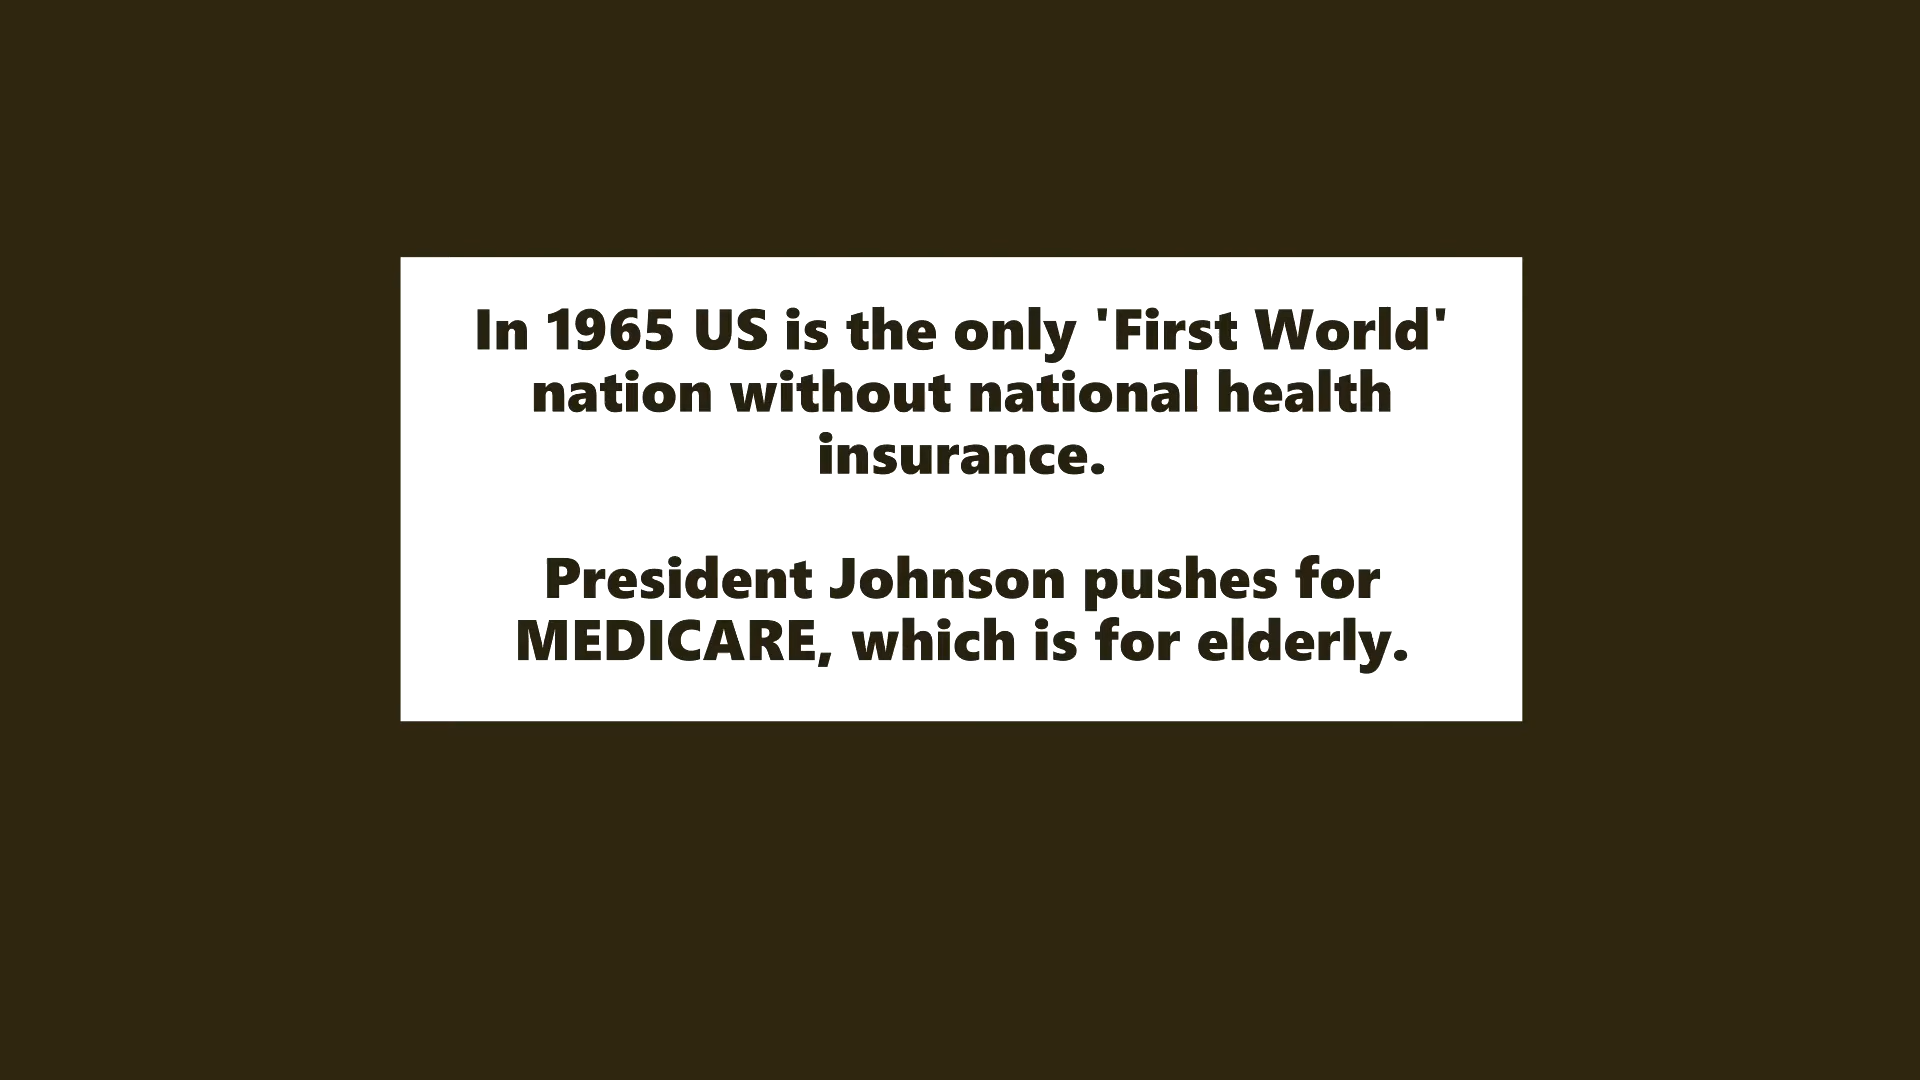 In 1965 US is the only 'First World'
nation without national health
insurance.
President Johnson pushes for
MEDICARE, which is for elderly.